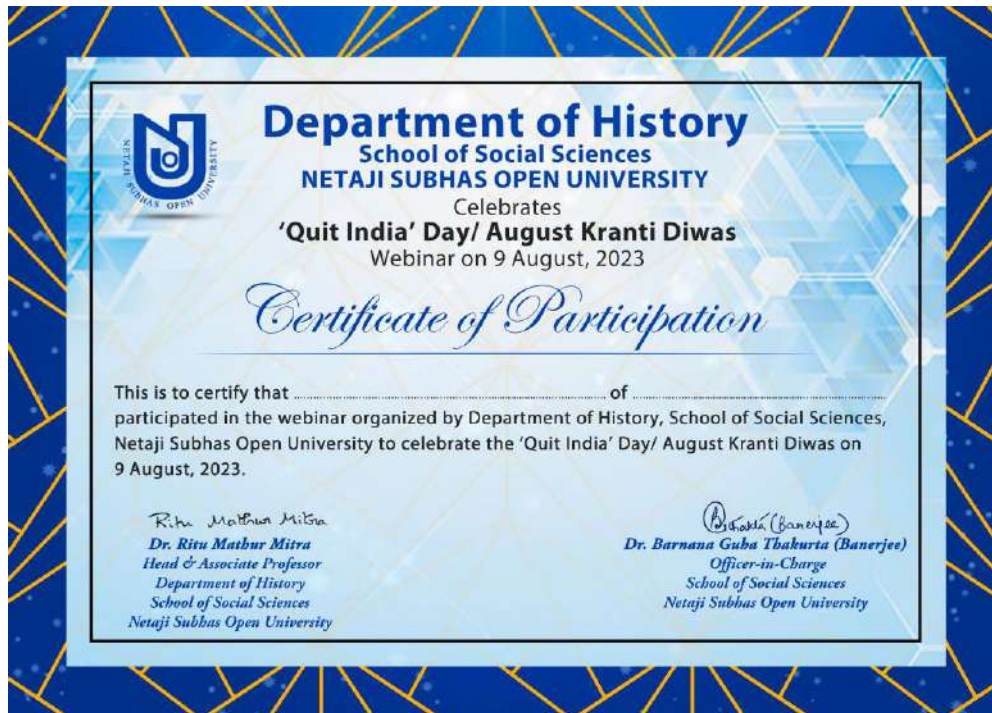 NETAJI SUBHAS OPEN UNIVERSITY
Department of History
School of Social Sciences
NETAJI SUBHAS OPEN UNIVERSITY
Celebrates
‘Quit India’ Day/ August Kranti Diwas
Webinar on 9 August, 2023
Certificate of Participation
This is to certify that ........................................................ of ........................................................
participated in the webinar organized by Department of History, School of Social Sciences,
Netaji Subhas Open University to celebrate the ‘Quit India’ Day/ August Kranti Diwas on
9 August, 2023.
Ritu Mathur Mitra
Dr. Ritu Mathur Mitra
Head & Associate Professor
Department of History
School of Social Sciences
Netaji Subhas Open University
(Banerjee)
Dr. Barnana Guha Thakurta (Banerjee)
Officer-in-Charge
School of Social Sciences
Netaji Subhas Open University